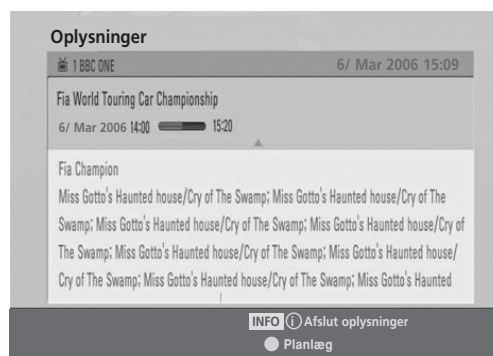 Oplysninger
1 BBC ONE 6/ Mar 2006 15:09
Fia World Touring Car Championship
6/ Mar 2006 14:00 15:20
Fia Champion
Miss Gotto's Haunted house/Cry of The Swamp; Miss Gotto's Haunted house/Cry of The
Swamp; Miss Gotto's Haunted house/Cry of The Swamp; Miss Gotto's Haunted house/Cry of
The Swamp; Miss Gotto's Haunted house/Cry of The Swamp; Miss Gotto's Haunted house/
Cry of The Swamp; Miss Gotto's Haunted house/Cry of The Swamp; Miss Gotto's Haunted
INFO i Afslut oplysninger
Planlæg